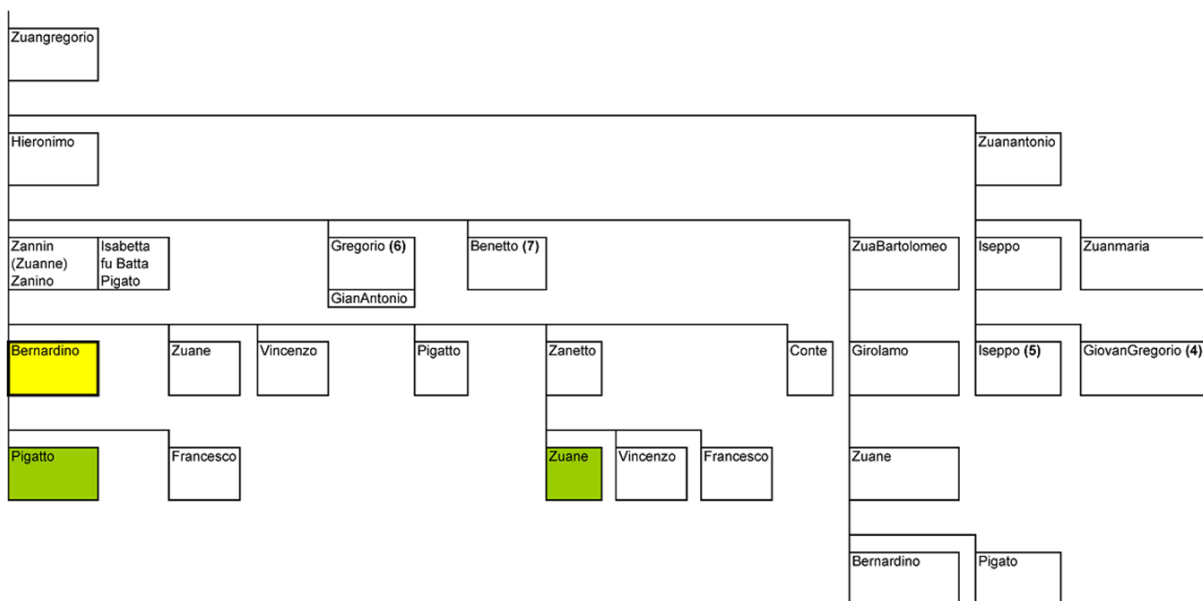 Zuangregorio
Hieronimo
Zuanantonio
Zannin
(Zuanne)
Zanino
Isabetta
fu Batta
Pigato
Gregorio (6)
GianAntonio
Benetto (7)
ZuaBartolomeo
Iseppo
Zuanmaria
Bernardino
Zuane
Vincenzo
Pigatto
Zanetto
Conte
Girolamo
Iseppo (5)
GiovanGregorio (4)
Pigatto
Francesco
Zuane
Vincenzo
Francesco
Zuane
Bernardino
Pigato